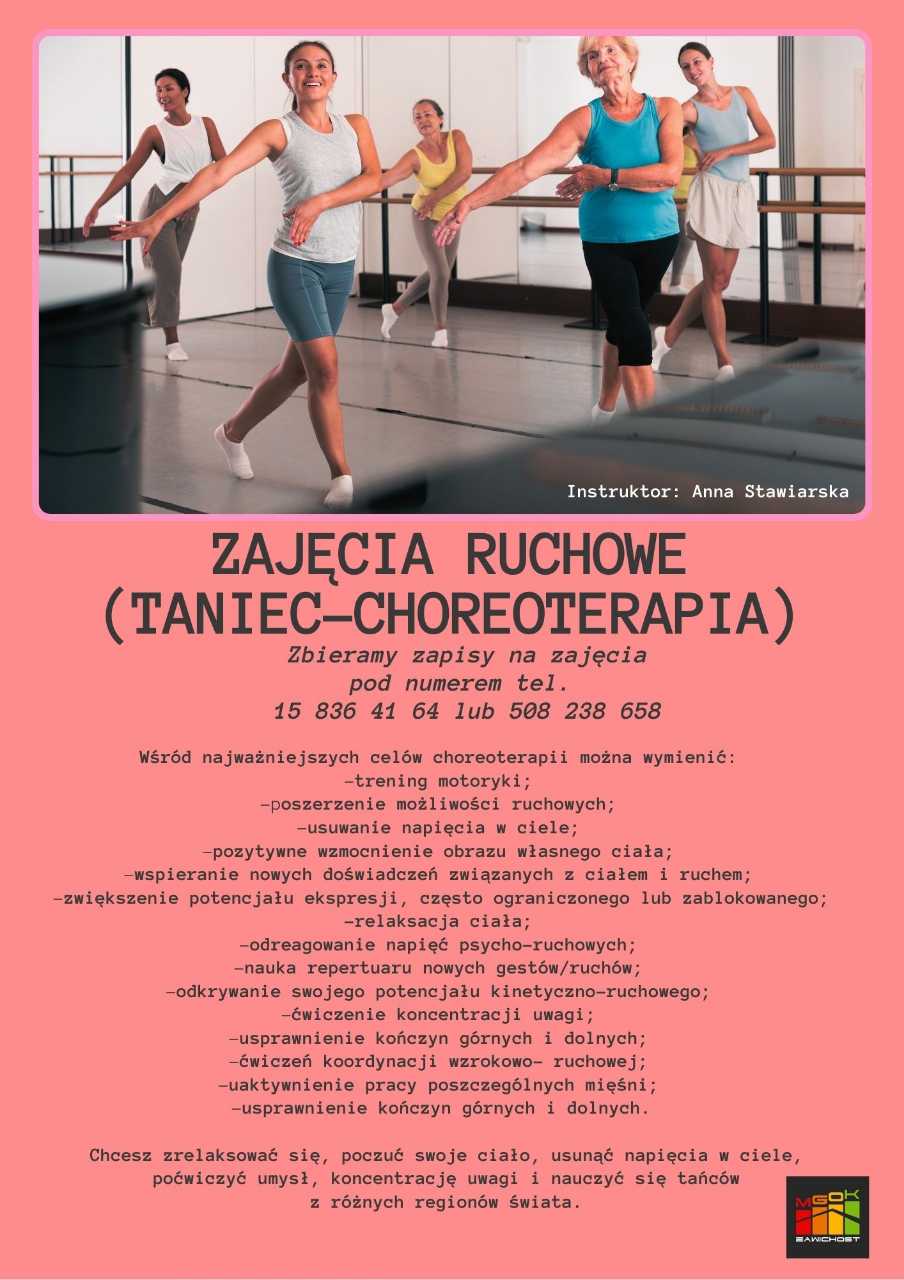 Instruktor: Anna Stawiarska
ZAJĘCIA RUCHOWE
(TANIEC-CHOREOTERAPIA)
Zbieramy zapisy na zajęcia
pod numerem tel.
15 836 41 64 lub 508 238 658
Wśród najważniejszych celów choreoterapii można wymienić:
-trening motoryki;
-poszerzenie możliwości ruchowych;
-usuwanie napięcia w ciele;
-pozytywne wzmocnienie obrazu własnego ciała;
-wspieranie nowych doświadczeń związanych z ciałem i ruchem;
-zwiększenie potencjału ekspresji, często ograniczonego lub zablokowanego;
-relaksacja ciała;
-odreagowanie napięć psycho-ruchowych;
-nauka repertuaru nowych gestów/ruchów;
-odkrywanie swojego potencjału kinetyczno-ruchowego;
-ćwiczenie koncentracji uwagi;
-usprawnienie kończyn górnych i dolnych;
-ćwiczeń koordynacji wzrokowo- ruchowej;
-uaktywnienie pracy poszczególnych mięśni;
-usprawnienie kończyn górnych i dolnych.
Chcesz zrelaksować się, poczuć swoje ciało, usunąć napięcia w ciele,
poćwiczyć umysł, koncentrację uwagi i nauczyć się tańców
z różnych regionów świata.
MGOK
ZAWICHOST